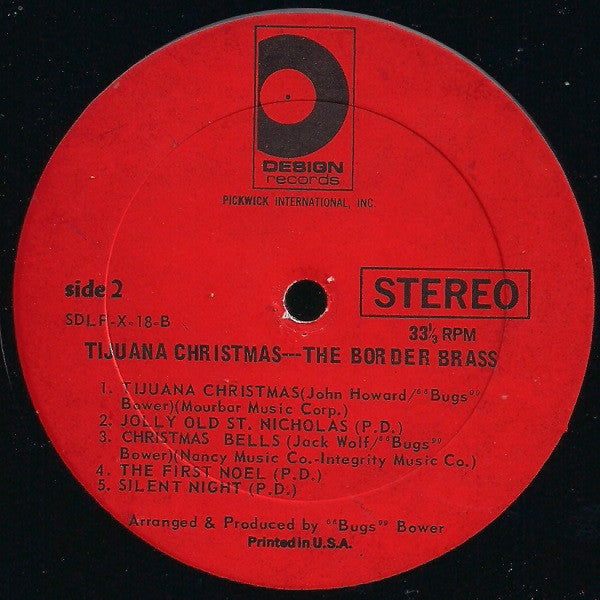 DESIGN
records
PICKWICK INTERNATIONAL, INC.
side 2
STEREO
SDLP-X-18-B
33⅓ RPM
TIJUANA CHRISTMAS---THE BORDER BRASS
1. TIJUANA CHRISTMAS(John Howard/"Bugs"
Bower)(Mourbar Music Corp.)
2. JOLLY OLD ST. NICHOLAS (P.D.)
3. CHRISTMAS BELLS (Jack Wolf/"Bugs"
Bower)(Nancy Music Co.-Integrity Music Co.)
4. THE FIRST NOEL (P.D.)
5. SILENT NIGHT (P.D.)
Arranged & Produced by "Bugs" Bower
Printed in U.S.A.